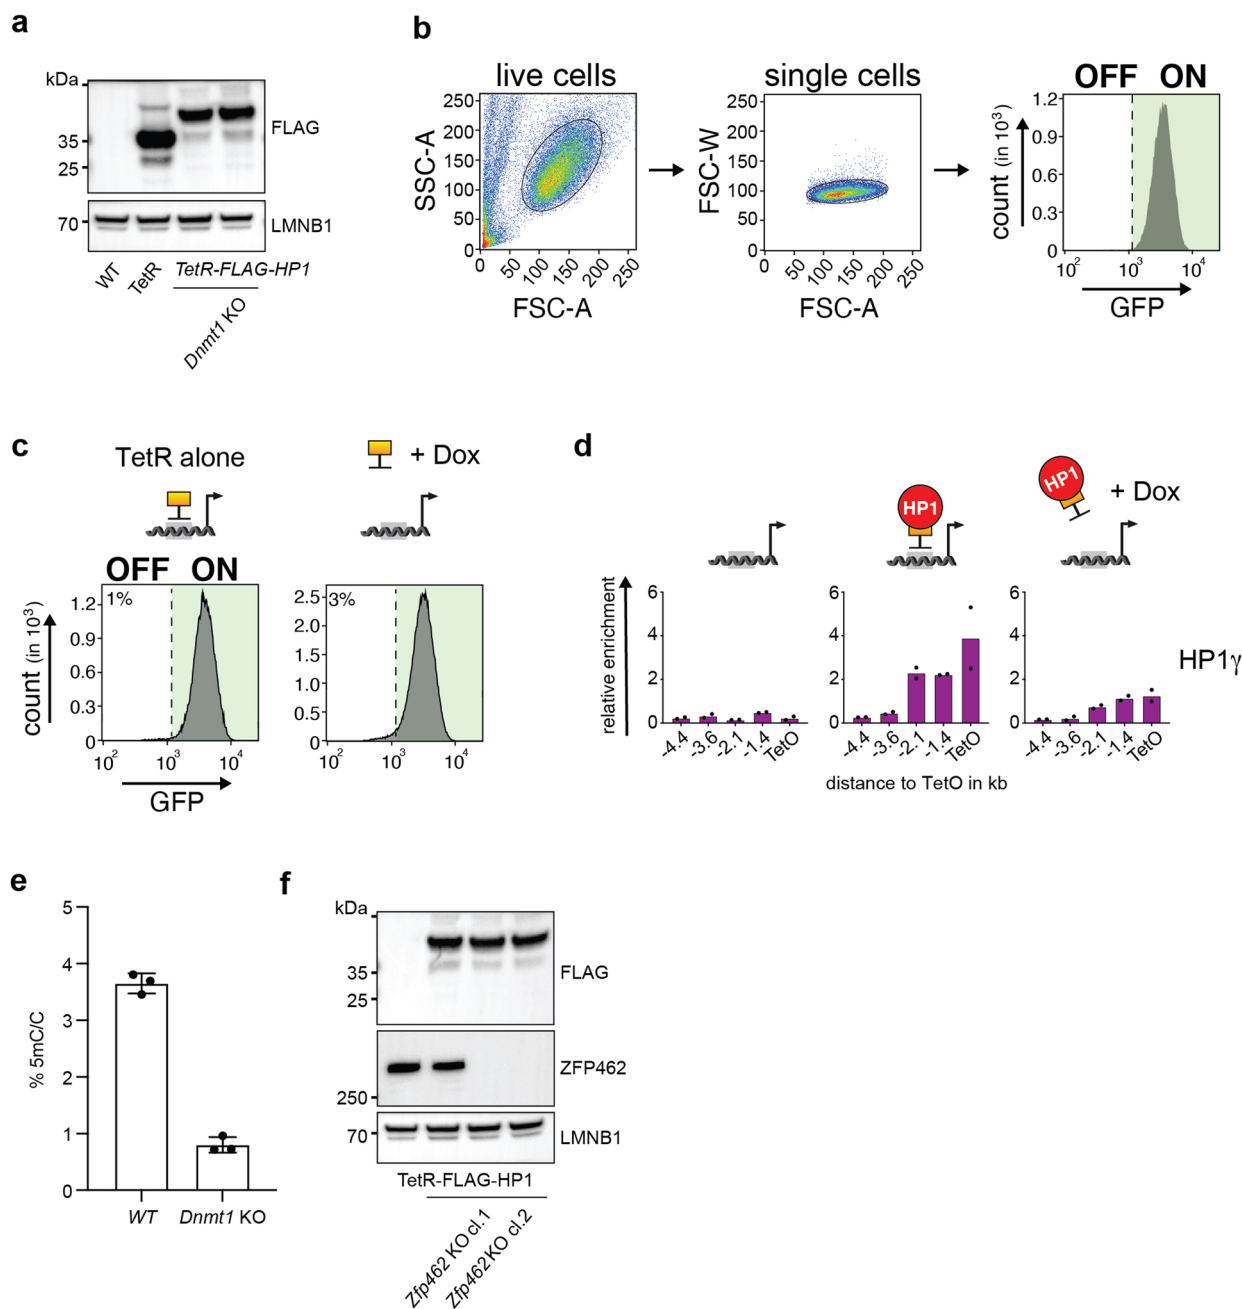 a
kDa
35
25
FLAG
70
LMNB1
WT
TetR
TetR-FLAG-HP1
Dnmt1 KO
b
live cells
250
200
150
100
50
0
SSC-A
0
50
100
150
200
250
FSC-A
single cells
250
200
150
100
50
0
FSC-W
0
50
100
150
200
250
FSC-A
OFF ON
1.2
0.9
0.6
0.3
0
count (in 10³)
10²
10³
10⁴
GFP
c
TetR alone
OFF ON
1%
1.2
0.9
0.6
0.3
0
count (in 10³)
10²
10³
10⁴
GFP
+ Dox
3%
2.5
2.0
1.5
1.0
0.5
0
10²
10³
10⁴
d
HP1
HP1
+ Dox
relative enrichment
6
4
2
0
-4.4
-3.6
-2.1
-1.4
TetO
6
4
2
0
-4.4
-3.6
-2.1
-1.4
TetO
6
4
2
0
-4.4
-3.6
-2.1
-1.4
TetO
HP1γ
distance to TetO in kb
e
5
4
3
2
1
0
% 5mC/C
WT
Dnmt1 KO
f
kDa
35
25
FLAG
ZFP462
250
70
LMNB1
TetR-FLAG-HP1
Zfp462 KO cl.1
Zfp462 KO cl.2